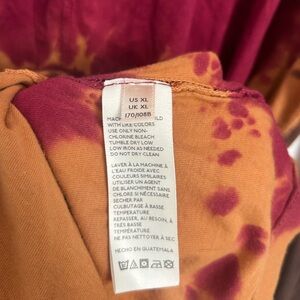 US XL
UK XL
170/108B
WITH LIKE COLORS
USE ONLY NON-
CHLORINE BLEACH
TUMBLE DRY LOW
LOW IRON AS NEEDED
DO NOT DRY CLEAN
LAVER À LA MACHINE À
L'EAU FROIDE AVEC
COULEURS SIMILAIRES
UTILISER UN AGENT
DE BLANCHIMENT SANS
CHLORE SI NÉCESSAIRE
SÉCHER PAR
CULBUTAGE À BASSE
TEMPÉRATURE
REPASSER, AU BESOIN, À
TRÈS BASSE
TEMPÉRATURE
NE PAS NETTOYER À SEC
HECHO EN GUATEMALA